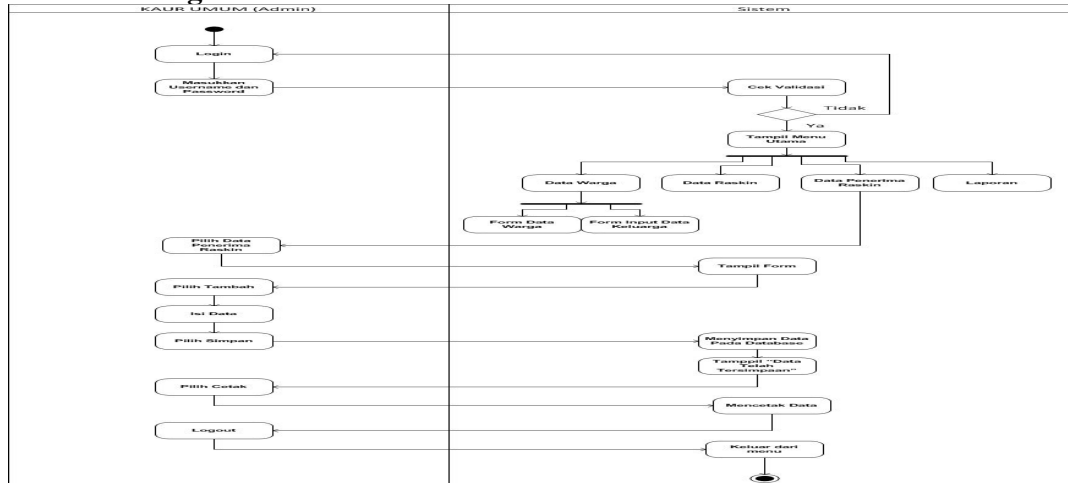 KAUR UMUM (Admin)
Sistem
Login
Masukkan
Username dan
Password
Cek Validasi
Tidak
Ya
Tampil Menu
Utama
Data Warga
Data Raskin
Data Penerima
Raskin
Laporan
Form Data
Warga
Form Input Data
Keluarga
Pilih Data
Penerima
Raskin
Tampil Form
Pilih Tambah
Isi Data
Pilih Simpan
Menyimpan Data
Pada Database
Tamppil "Data
Telah
Tersimpaan"
Pilih Cetak
Mencetak Data
Logout
Keluar dari
menu